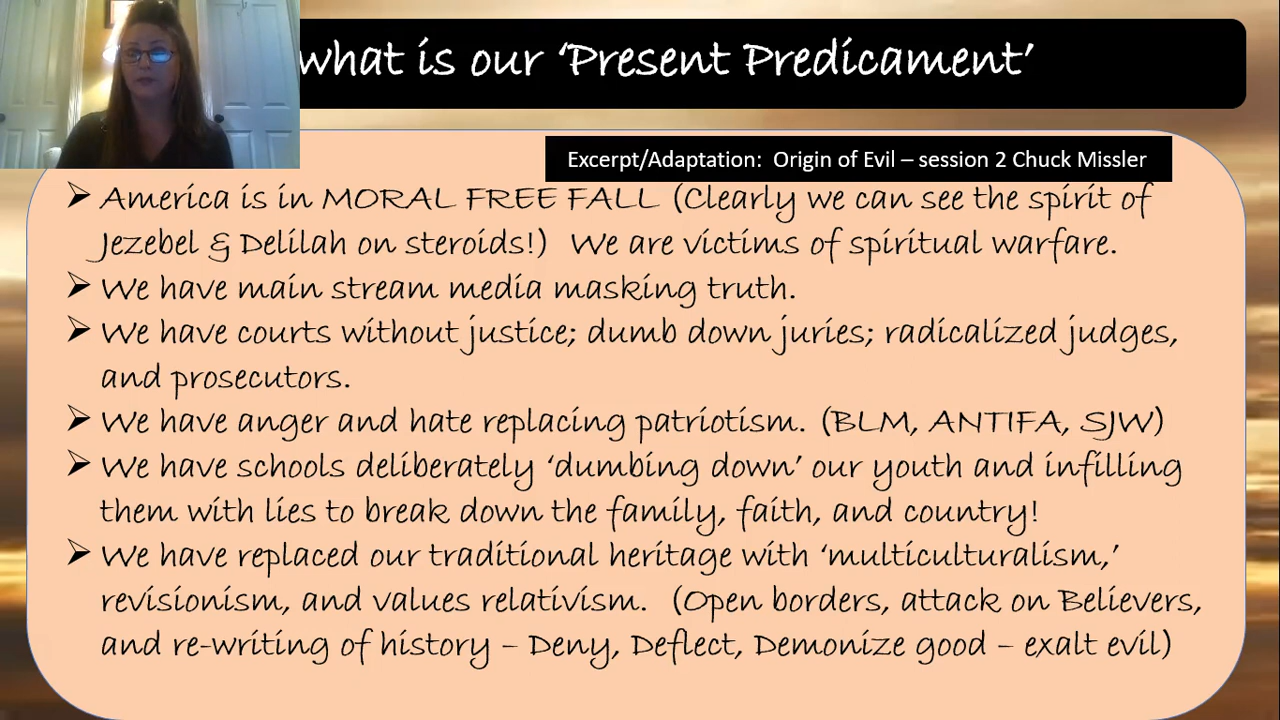 what is our ‘Present Predicament’
Excerpt/Adaptation: Origin of Evil – session 2 Chuck Missler
➢ America is in MORAL FREE FALL (Clearly we can see the spirit of
Jezebel & Delilah on steroids!) We are victims of spiritual warfare.
➢ We have main stream media masking truth.
➢ We have courts without justice; dumb down juries; radicalized judges,
and prosecutors.
➢ We have anger and hate replacing patriotism. (BLM, ANTIFA, SJW)
➢ We have schools deliberately ‘dumbing down’ our youth and infilling
them with lies to break down the family, faith, and country!
➢ We have replaced our traditional heritage with ‘multiculturalism,’
revisionism, and values relativism. (Open borders, attack on Believers,
and re-writing of history – Deny, Deflect, Demonize good – exalt evil)